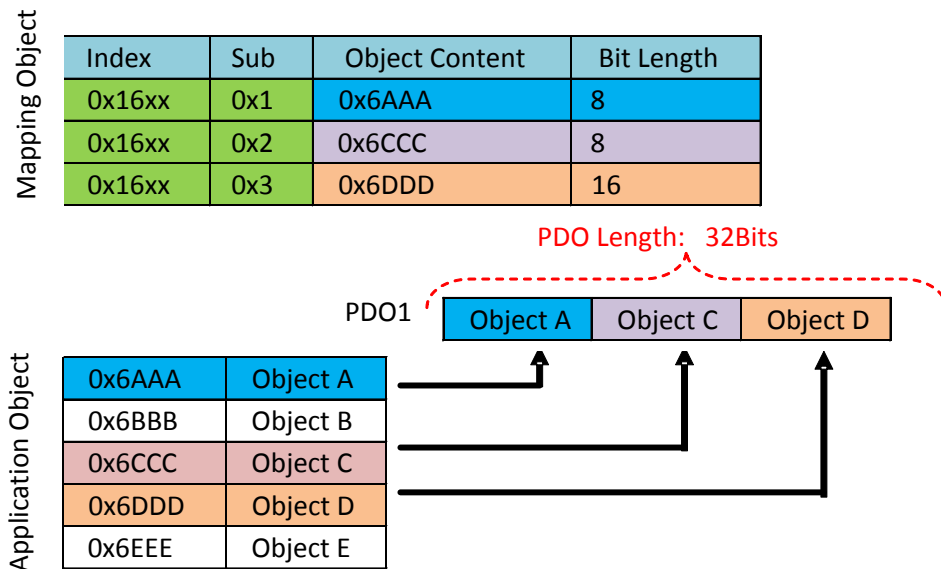 Mapping Object
Index Sub Object Content Bit Length
0x16xx 0x1 0x6AAA 8
0x16xx 0x2 0x6CCC 8
0x16xx 0x3 0x6DDD 16
PDO Length: 32Bits
PDO1 Object A Object C Object D
Application Object
0x6AAA Object A
0x6BBB Object B
0x6CCC Object C
0x6DDD Object D
0x6EEE Object E